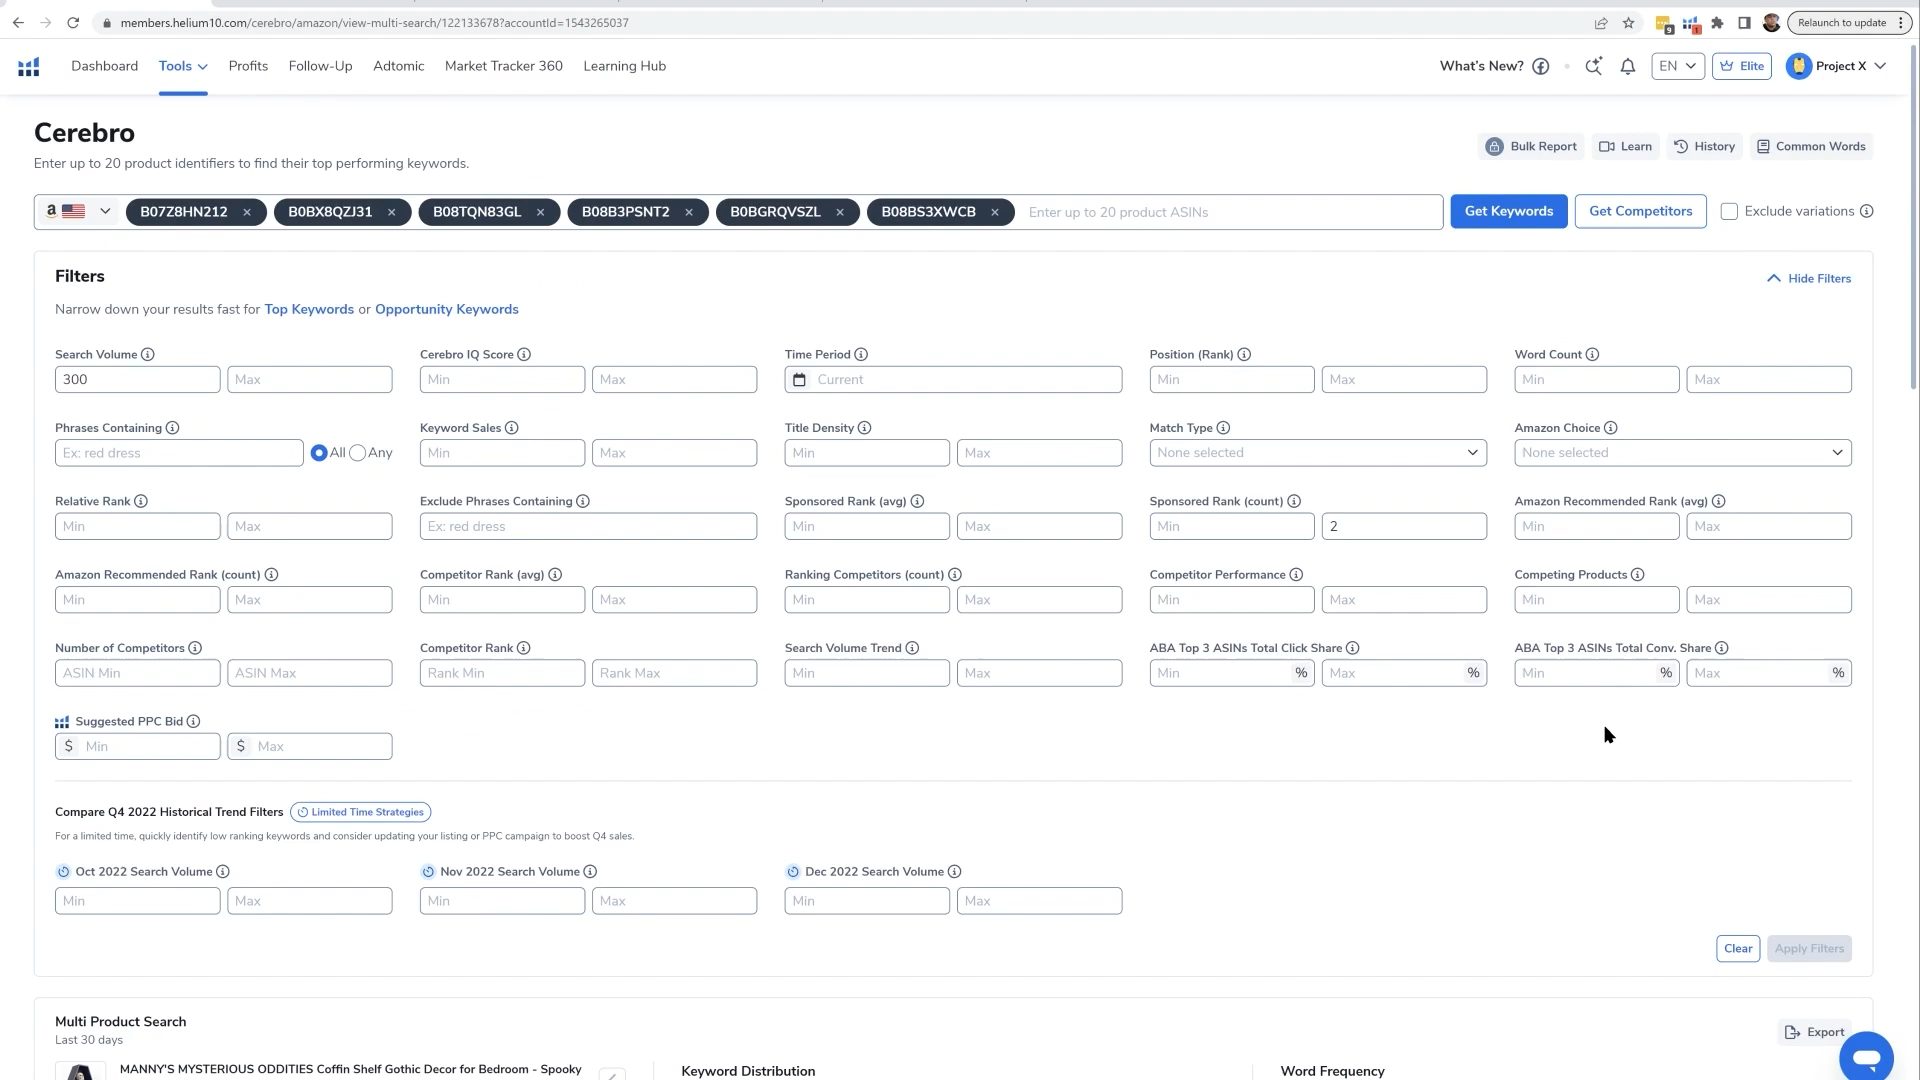 members.helium10.com/cerebro/amazon/view-multi-search/122133678?accountId=1543265037
9
1
Relaunch to update
Dashboard
Tools
Profits
Follow-Up
Adtomic
Market Tracker 360
Learning Hub
What's New?
EN
Elite
Project X
Cerebro
Enter up to 20 product identifiers to find their top performing keywords.
Bulk Report
Learn
History
Common Words
a
B07Z8HN212 ×
B0BX8QZJ31 ×
B08TQN83GL ×
B08B3PSNT2 ×
B0BGRQVSZL ×
B08BS3XWCB ×
Enter up to 20 product ASINs
Get Keywords
Get Competitors
Exclude variations
Filters
Hide Filters
Narrow down your results fast for Top Keywords or Opportunity Keywords
Search Volume
Cerebro IQ Score
Time Period
Position (Rank)
Word Count
300 Max
Min Max
Current
Min Max
Min Max
Phrases Containing
Keyword Sales
Title Density
Match Type
Amazon Choice
Ex: red dress All Any
Min Max
Min Max
None selected
None selected
Relative Rank
Exclude Phrases Containing
Sponsored Rank (avg)
Sponsored Rank (count)
Amazon Recommended Rank (avg)
Min Max
Ex: red dress
Min Max
Min 2
Min Max
Amazon Recommended Rank (count)
Competitor Rank (avg)
Ranking Competitors (count)
Competitor Performance
Competing Products
Min Max
Min Max
Min Max
Min Max
Min Max
Number of Competitors
Competitor Rank
Search Volume Trend
ABA Top 3 ASINs Total Click Share
ABA Top 3 ASINs Total Conv. Share
ASIN Min ASIN Max
Rank Min Rank Max
Min Max
Min % Max %
Min % Max %
Suggested PPC Bid
$ Min $ Max
Compare Q4 2022 Historical Trend Filters Limited Time Strategies
For a limited time, quickly identify low ranking keywords and consider updating your listing or PPC campaign to boost Q4 sales.
Oct 2022 Search Volume
Nov 2022 Search Volume
Dec 2022 Search Volume
Min Max
Min Max
Min Max
Clear
Apply Filters
Multi Product Search
Last 30 days
Export
MANNY'S MYSTERIOUS ODDITIES Coffin Shelf Gothic Decor for Bedroom - Spooky
Keyword Distribution
Word Frequency